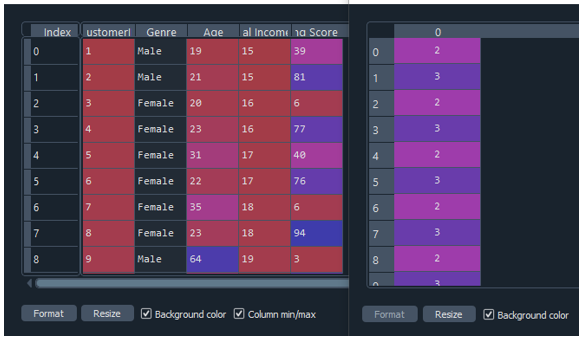 Index ustomerI Genre Age al Income ng Score
0 1 Male 19 15 39
1 2 Male 21 15 81
2 3 Female 20 16 6
3 4 Female 23 16 77
4 5 Female 31 17 40
5 6 Female 22 17 76
6 7 Female 35 18 6
7 8 Female 23 18 94
8 9 Male 64 19 3
Format Resize Background color Column min/max
0
0 2
1 3
2 2
3 3
4 2
5 3
6 2
7 3
8 2
9 3
Format Resize Background color